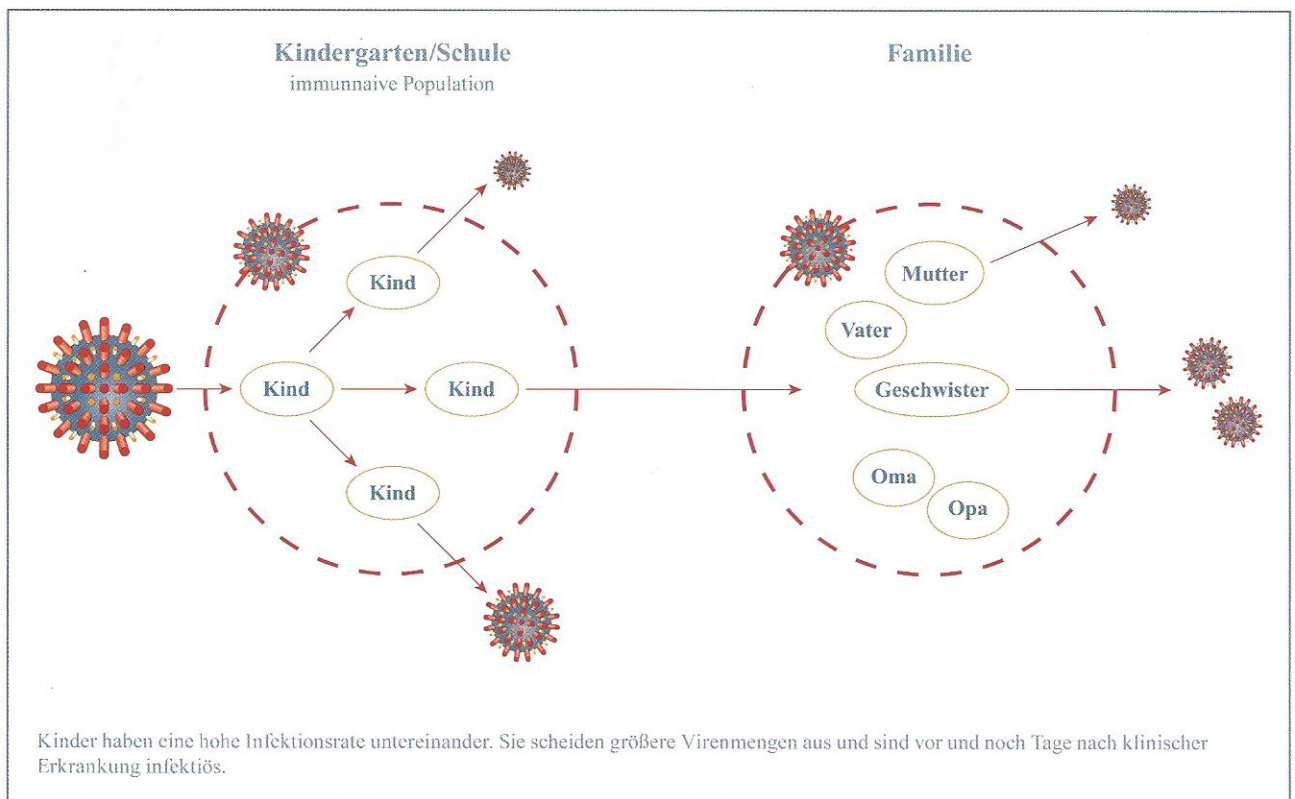 Kindergarten/Schule
immunnaive Population
Familie
Kind
Kind
Kind
Kind
Mutter
Vater
Geschwister
Oma
Opa
Kinder haben eine hohe Infektionsrate untereinander. Sie scheiden größere Virenmengen aus und sind vor und noch Tage nach klinischer
Erkrankung infektiös.